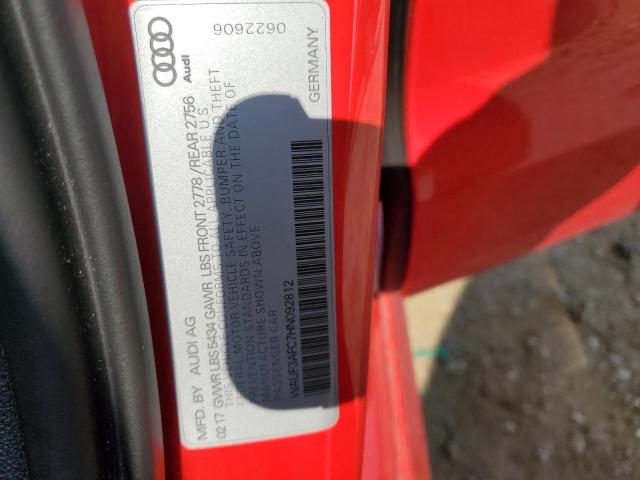 MFD. BY AUDI AG
02.17 GVWR LBS 5434 GAWR LBS FRONT 2778 / REAR 2756
THIS VEHICLE CONFORMS TO ALL APPLICABLE U.S.
FEDERAL MOTOR VEHICLE SAFETY, BUMPER AND THEFT
PREVENTION STANDARDS IN EFFECT ON THE DATE OF
MANUFACTURE SHOWN ABOVE
PASSENGER CAR
WAUF3AFC7HN092812
Audi
0622606
GERMANY